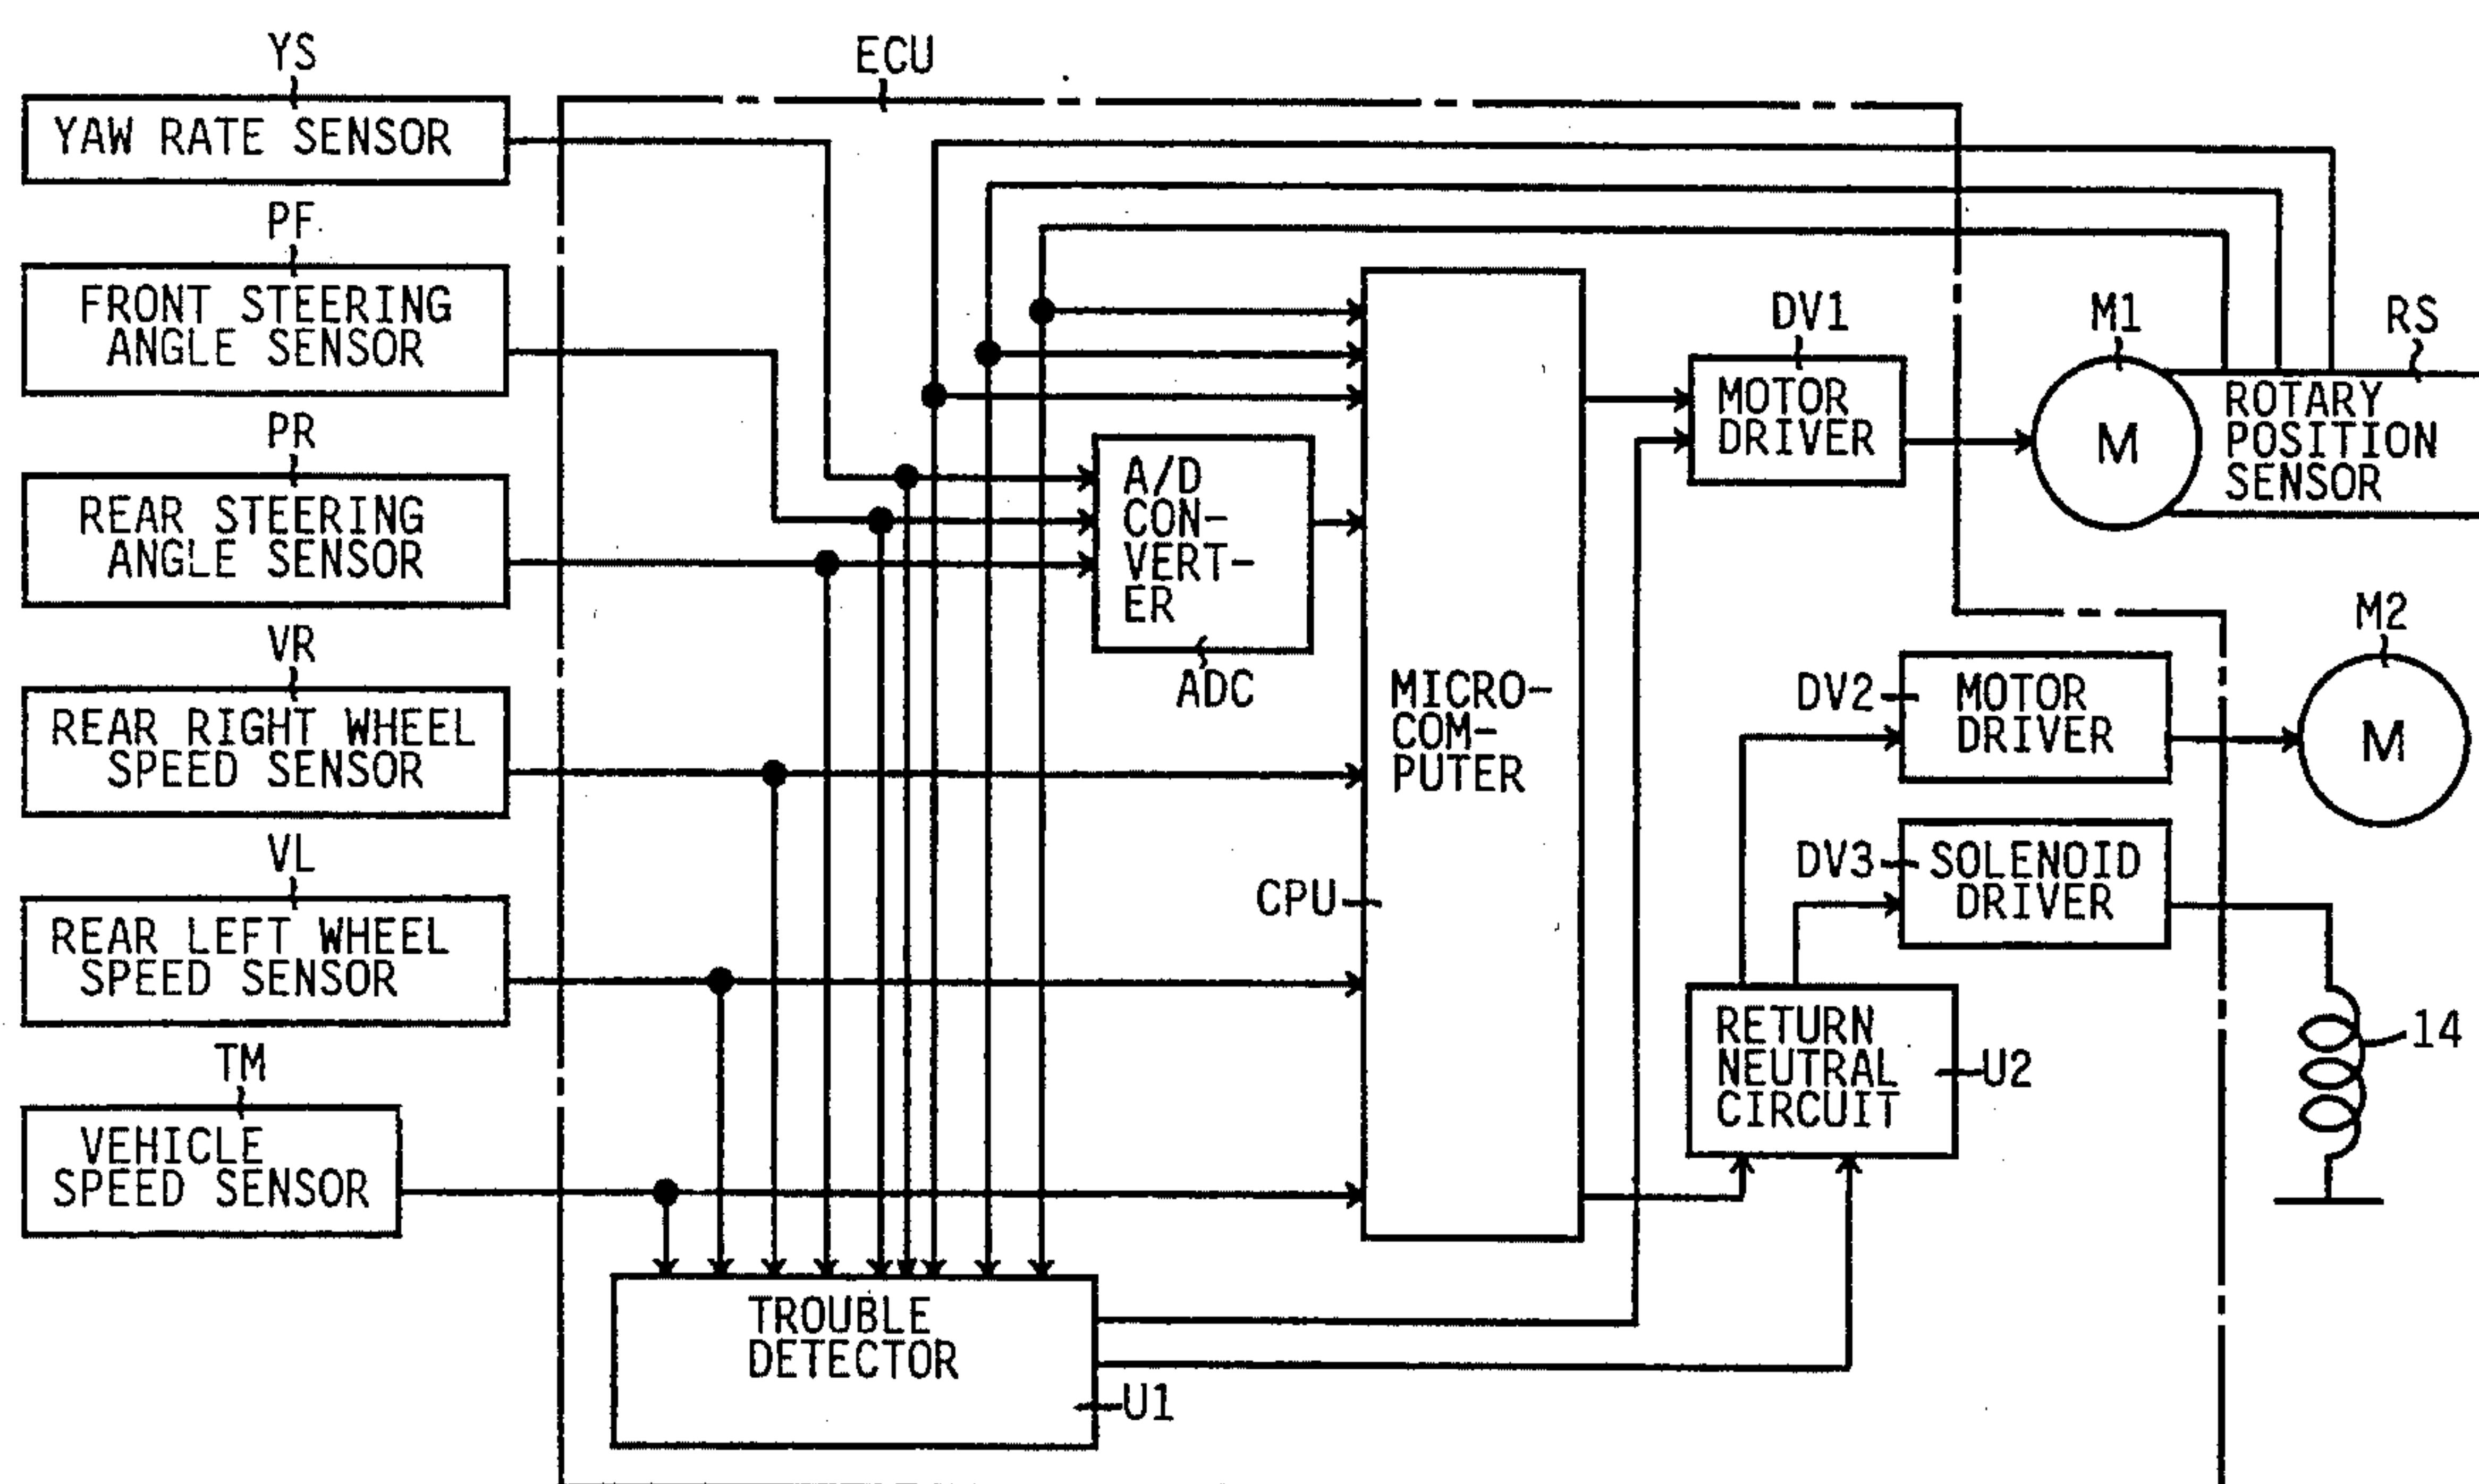 YS
YAW RATE SENSOR
PF
FRONT STEERING
ANGLE SENSOR
PR
REAR STEERING
ANGLE SENSOR
VR
REAR RIGHT WHEEL
SPEED SENSOR
VL
REAR LEFT WHEEL
SPEED SENSOR
TM
VEHICLE
SPEED SENSOR
ECU
A/D
CON-
VERT-
ER
ADC
MICRO-
COM-
PUTER
CPU
TROUBLE
DETECTOR
U1
DV1
MOTOR
DRIVER
M1
M
RS
ROTARY
POSITION
SENSOR
DV2
MOTOR
DRIVER
M2
M
DV3
SOLENOID
DRIVER
RETURN
NEUTRAL
CIRCUIT
U2
14